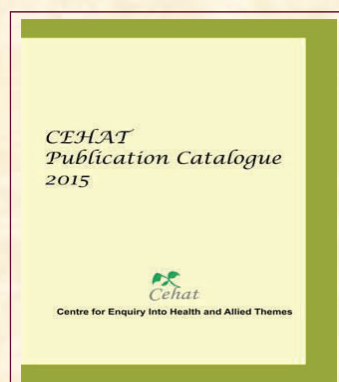 CEHAT
Publication Catalogue
2015
Cehat
Centre for Enquiry Into Health and Allied Themes